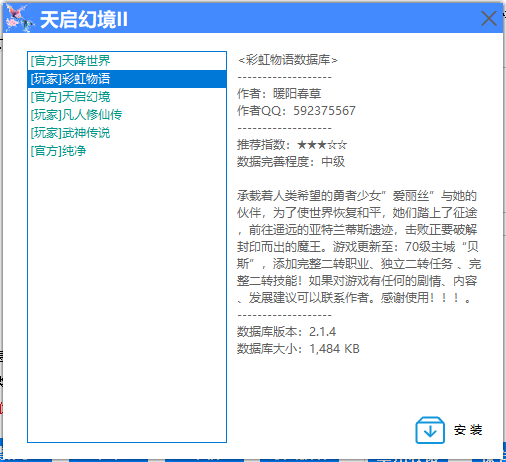 天启幻境II
[官方]天降世界
[玩家]彩虹物语
[官方]天启幻境
[玩家]凡人修仙传
[玩家]武神传说
[官方]纯净
<彩虹物语数据库>
-------------------
作者：暖阳春草
作者QQ：592375567
-------------------
推荐指数：★★★☆☆
数据完善程度：中级
承载着人类希望的勇者少女”爱丽丝”与她的
伙伴，为了使世界恢复和平，她们踏上了征途
，前往遥远的亚特兰蒂斯遗迹，击败正要破解
封印而出的魔王。游戏更新至：70级主域“贝
斯”，添加完整二转职业、独立二转任务 、完
整二转技能！如果对游戏有任何的剧情、内容
、发展建议可以联系作者。感谢使用！！！。
-------------------
数据库版本：2.1.4
数据库大小：1,484 KB
安 装